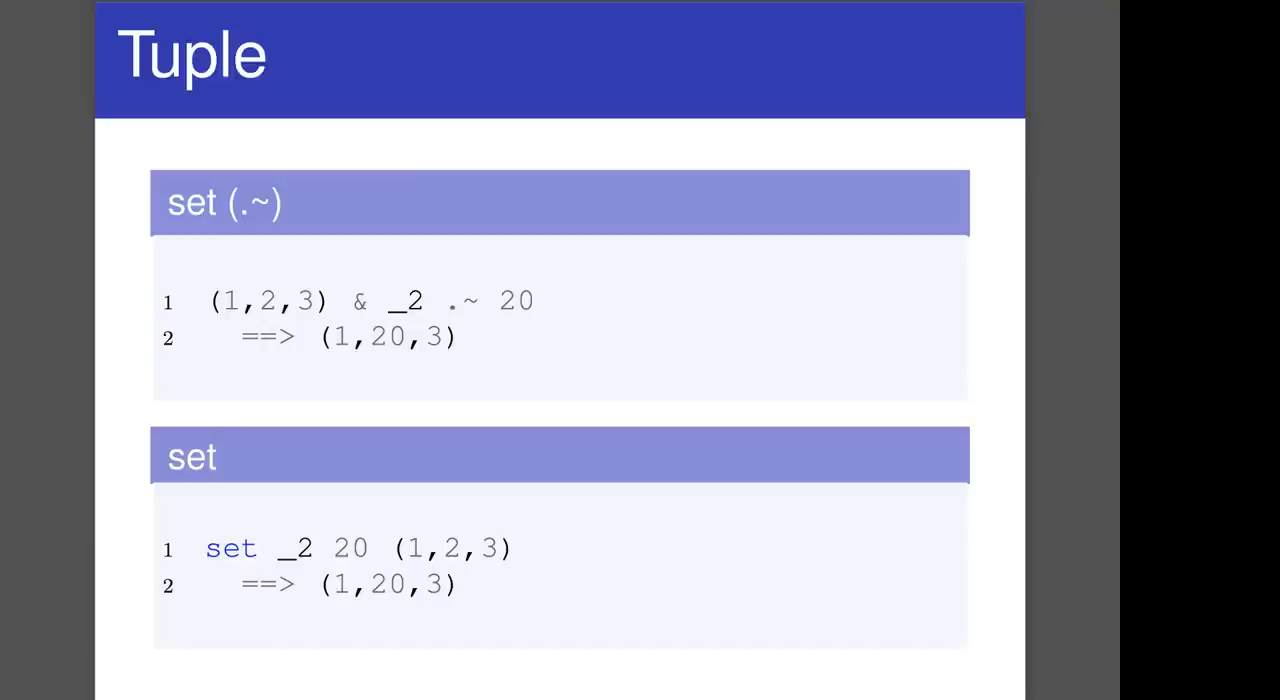 Tuple
set (.~)
1 (1,2,3) & _2 .~ 20
2 ==> (1,20,3)
set
1 set _2 20 (1,2,3)
2 ==> (1,20,3)